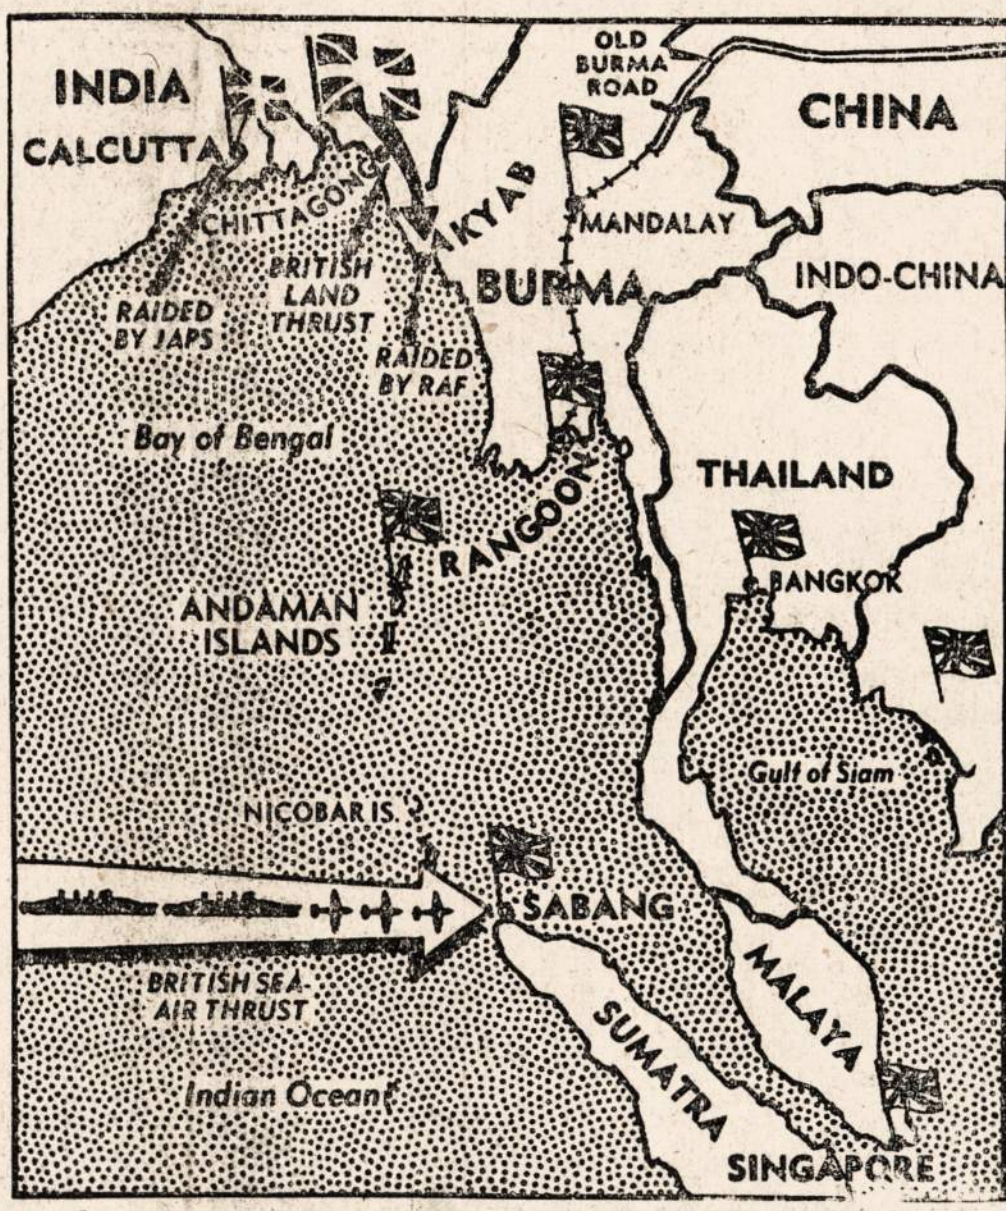 OLD
BURMA
ROAD
INDIA
CHINA
CALCUTTA
CHITTAGONG
AKYAB
MANDALAY
BURMA
INDO-CHINA
BRITISH
LAND
THRUST
RAIDED
BY JAPS
RAIDED
BY RAF
Bay of Bengal
THAILAND
RANGOON
BANGKOK
ANDAMAN
ISLANDS
Gulf of Siam
NICOBAR IS.
SABANG
BRITISH SEA-
AIR THRUST
MALAYA
SUMATRA
Indian Ocean
SINGAPORE